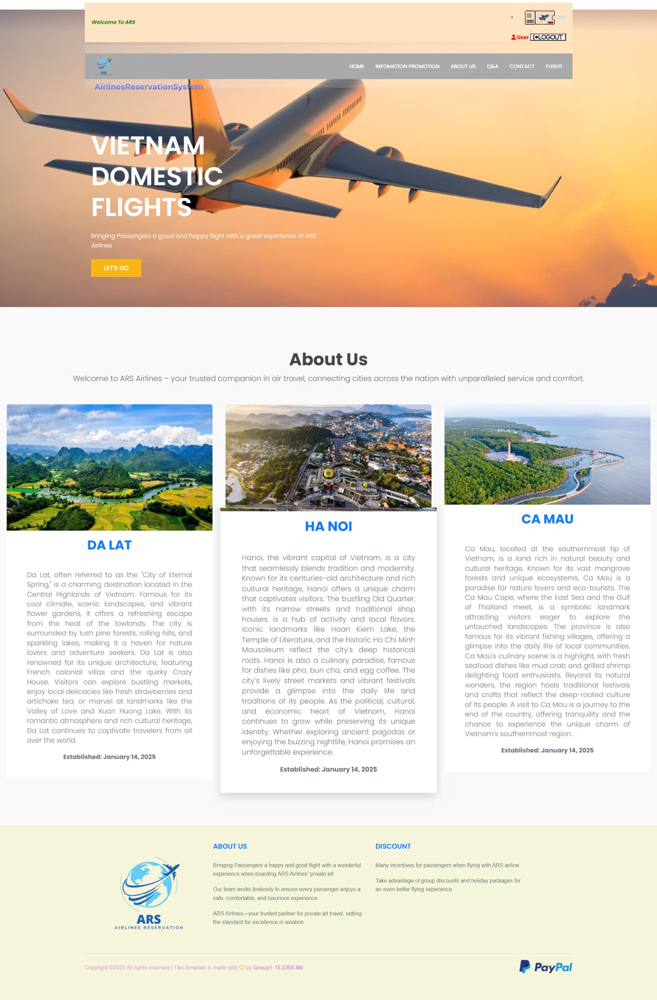 Welcome To ARS
Cart
User LOGOUT
ARS
HOME INFOMATION PROMOTION ABOUT US Q&A CONTACT FLIGHT
AirlinesReservationSystem
VIETNAM
DOMESTIC
FLIGHTS
Bringing Passengers a good and happy flight with a great experience of ARS
Airlines
LET'S GO
About Us
Welcome to ARS Airlines – your trusted companion in air travel, connecting cities across the nation with unparalleled service and comfort.
DA LAT
Da Lat, often referred to as the "City of Eternal
Spring," is a charming destination located in the
Central Highlands of Vietnam. Famous for its
cool climate, scenic landscapes, and vibrant
flower gardens, it offers a refreshing escape
from the heat of the lowlands. The city is
surrounded by lush pine forests, rolling hills, and
sparkling lakes, making it a haven for nature
lovers and adventure seekers. Da Lat is also
renowned for its unique architecture, featuring
French colonial villas and the quirky Crazy
House. Visitors can explore bustling markets,
enjoy local delicacies like fresh strawberries and
artichoke tea, or marvel at landmarks like the
Valley of Love and Xuan Huong Lake. With its
romantic atmosphere and rich cultural heritage,
Da Lat continues to captivate travelers from all
over the world.
Established: January 14, 2025
HA NOI
Hanoi, the vibrant capital of Vietnam, is a city
that seamlessly blends tradition and modernity.
Known for its centuries-old architecture and rich
cultural heritage, Hanoi offers a unique charm
that captivates visitors. The bustling Old Quarter,
with its narrow streets and traditional shop
houses, is a hub of activity and local flavors.
Iconic landmarks like Hoan Kiem Lake, the
Temple of Literature, and the historic Ho Chi Minh
Mausoleum reflect the city's deep historical
roots. Hanoi is also a culinary paradise, famous
for dishes like pho, bun cha, and egg coffee. The
city's lively street markets and vibrant festivals
provide a glimpse into the daily life and
traditions of its people. As the political, cultural,
and economic heart of Vietnam, Hanoi
continues to grow while preserving its unique
identity. Whether exploring ancient pagodas or
enjoying the buzzing nightlife, Hanoi promises an
unforgettable experience.
Established: January 14, 2025
CA MAU
Ca Mau, located at the southernmost tip of
Vietnam, is a land rich in natural beauty and
cultural heritage. Known for its vast mangrove
forests and unique ecosystems, Ca Mau is a
paradise for nature lovers and eco-tourists. The
Ca Mau Cape, where the East Sea and the Gulf
of Thailand meet, is a symbolic landmark
attracting visitors eager to explore the
untouched landscapes. The province is also
famous for its vibrant fishing villages, offering a
glimpse into the daily life of local communities.
Ca Mau's culinary scene is a highlight, with fresh
seafood dishes like mud crab and grilled shrimp
delighting food enthusiasts. Beyond its natural
wonders, the region hosts traditional festivals
and crafts that reflect the deep-rooted culture
of its people. A visit to Ca Mau is a journey to the
end of the country, offering tranquility and the
chance to experience the unique charm of
Vietnam's southernmost region.
Established: January 14, 2025
ARS
AIRLINES RESERVATION
ABOUT US
Bringing Passengers a happy and good flight with a wonderful
experience when boarding ARS Airlines' private jet
Our team works tirelessly to ensure every passenger enjoys a
safe, comfortable, and luxurious experience.
ARS Airlines—your trusted partner for private jet travel, setting
the standard for excellence in aviation.
DISCOUNT
Many incentives for passengers when flying with ARS airline
Take advantage of group discounts and holiday packages for
an even better flying experience.
Copyright ©2025 All rights reserved | This template is made with ♡ by Group1-T5.2308.M0
PayPal